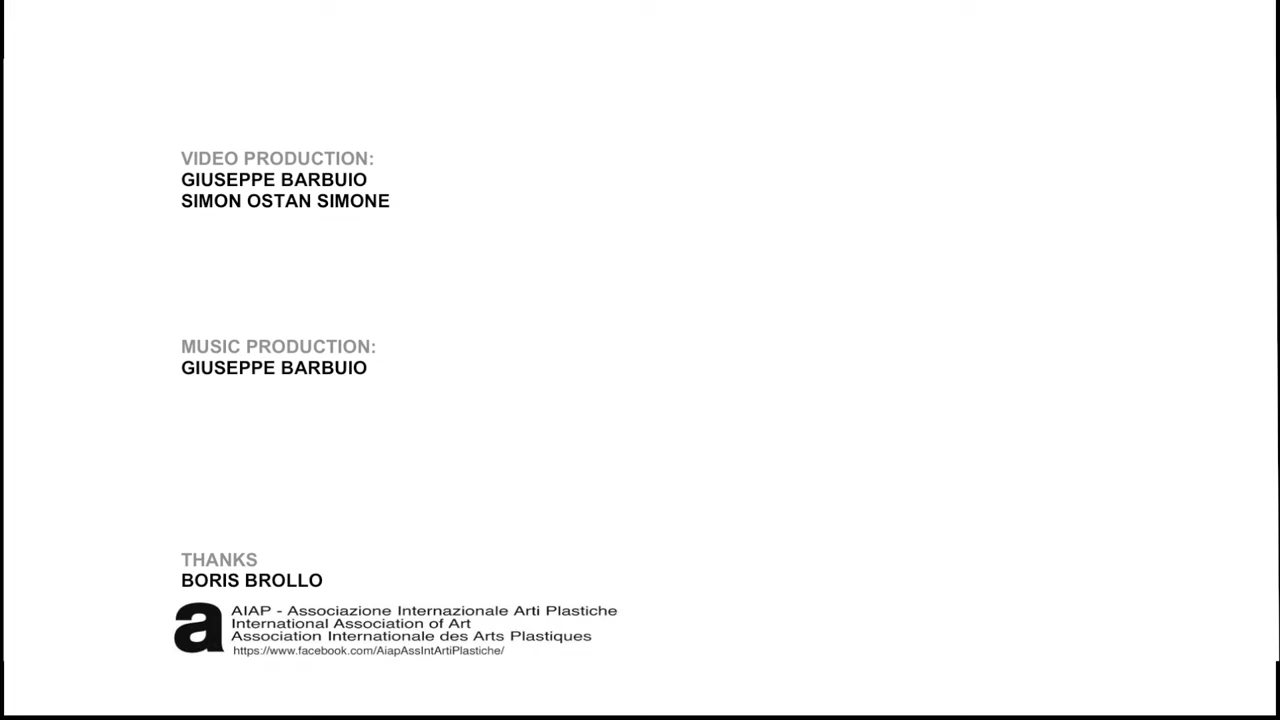 VIDEO PRODUCTION:
GIUSEPPE BARBUIO
SIMON OSTAN SIMONE
MUSIC PRODUCTION:
GIUSEPPE BARBUIO
THANKS
BORIS BROLLO
a
AIAP - Associazione Internazionale Arti Plastiche
International Association of Art
Association Internationale des Arts Plastiques
https://www.facebook.com/AiapAssIntArtiPlastiche/